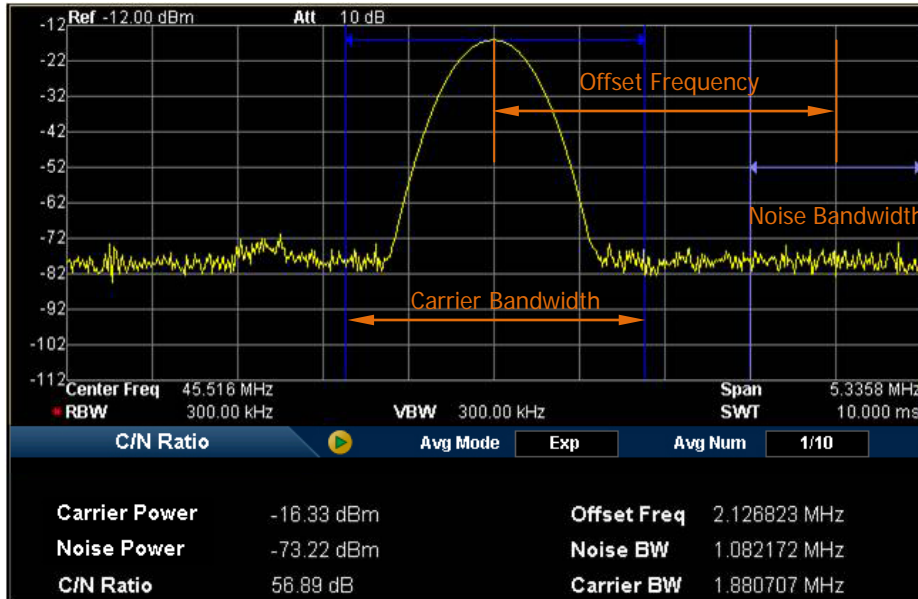 Ref -12.00 dBm Att 10 dB
-12
-22
Offset Frequency
-32
-42
-52
-62
Noise Bandwidth
-72
-82
-92
Carrier Bandwidth
-102
-112
Center Freq 45.516 MHz Span 5.3358 MHz
RBW 300.00 kHz VBW 300.00 kHz SWT 10.000 ms
C/N Ratio Avg Mode Exp Avg Num 1/10
Carrier Power -16.33 dBm Offset Freq 2.126823 MHz
Noise Power -73.22 dBm Noise BW 1.082172 MHz
C/N Ratio 56.89 dB Carrier BW 1.880707 MHz